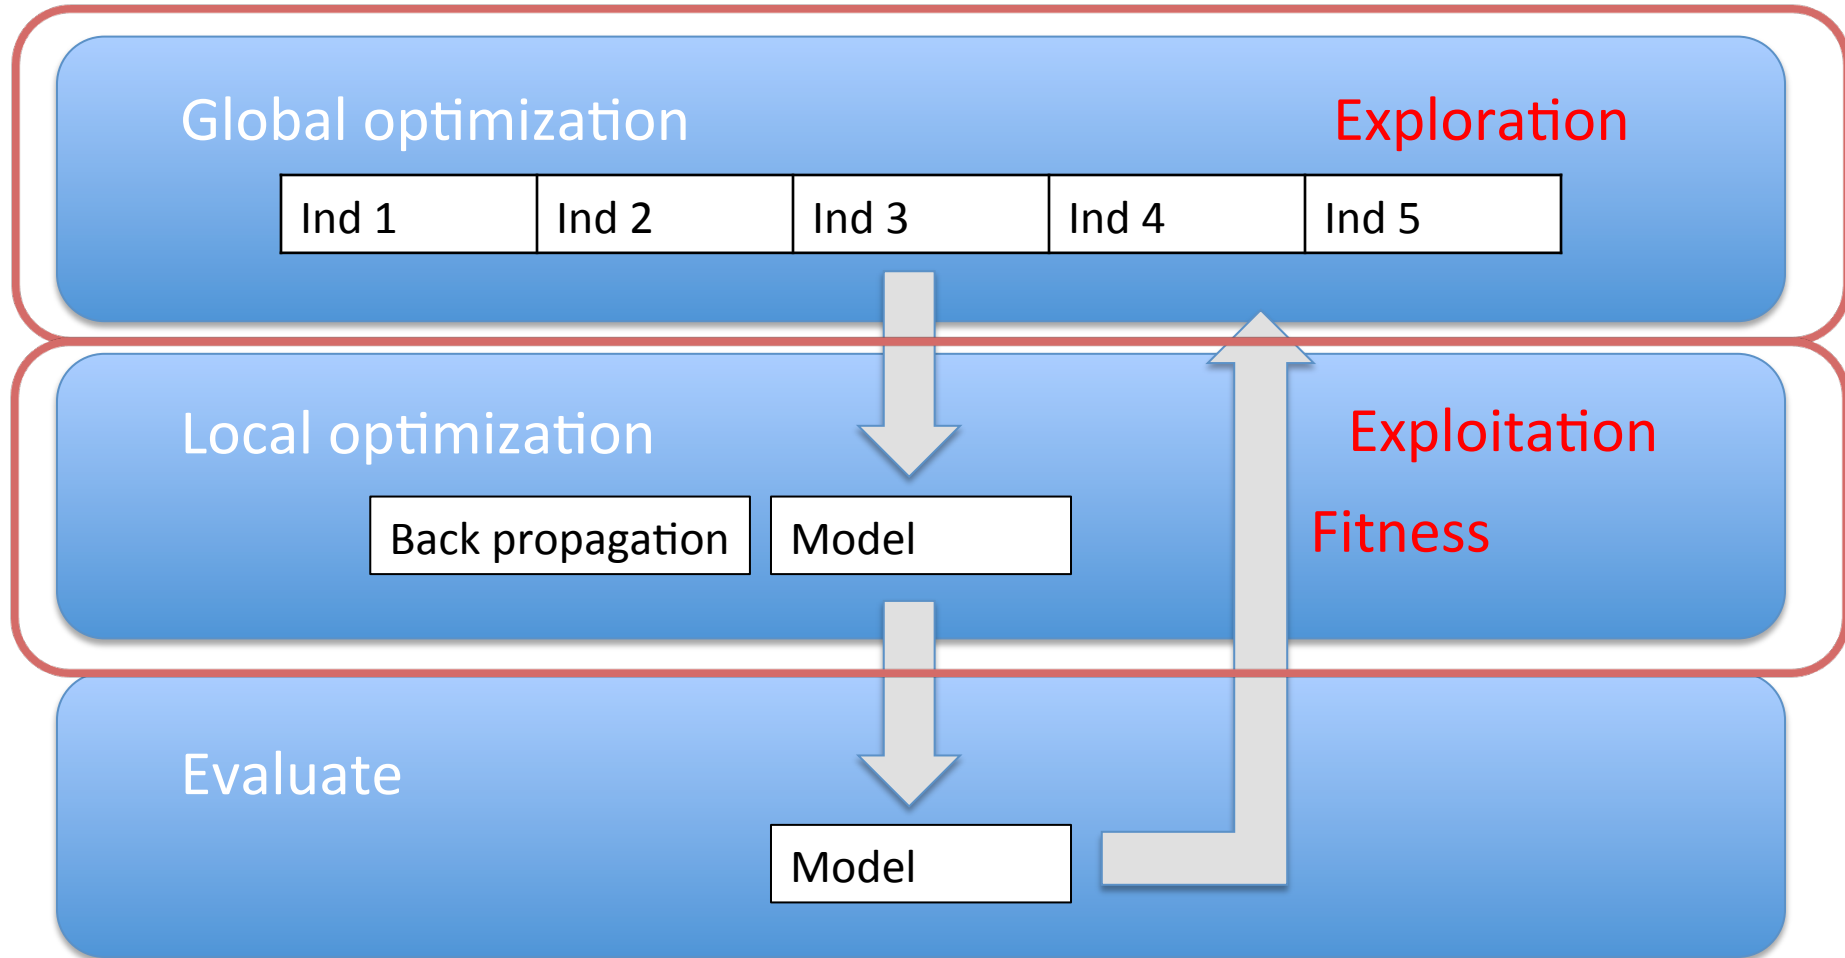 Global optimization
Exploration
Ind 1 Ind 2 Ind 3 Ind 4 Ind 5
Local optimization
Exploitation
Fitness
Back propagation
Model
Evaluate
Model